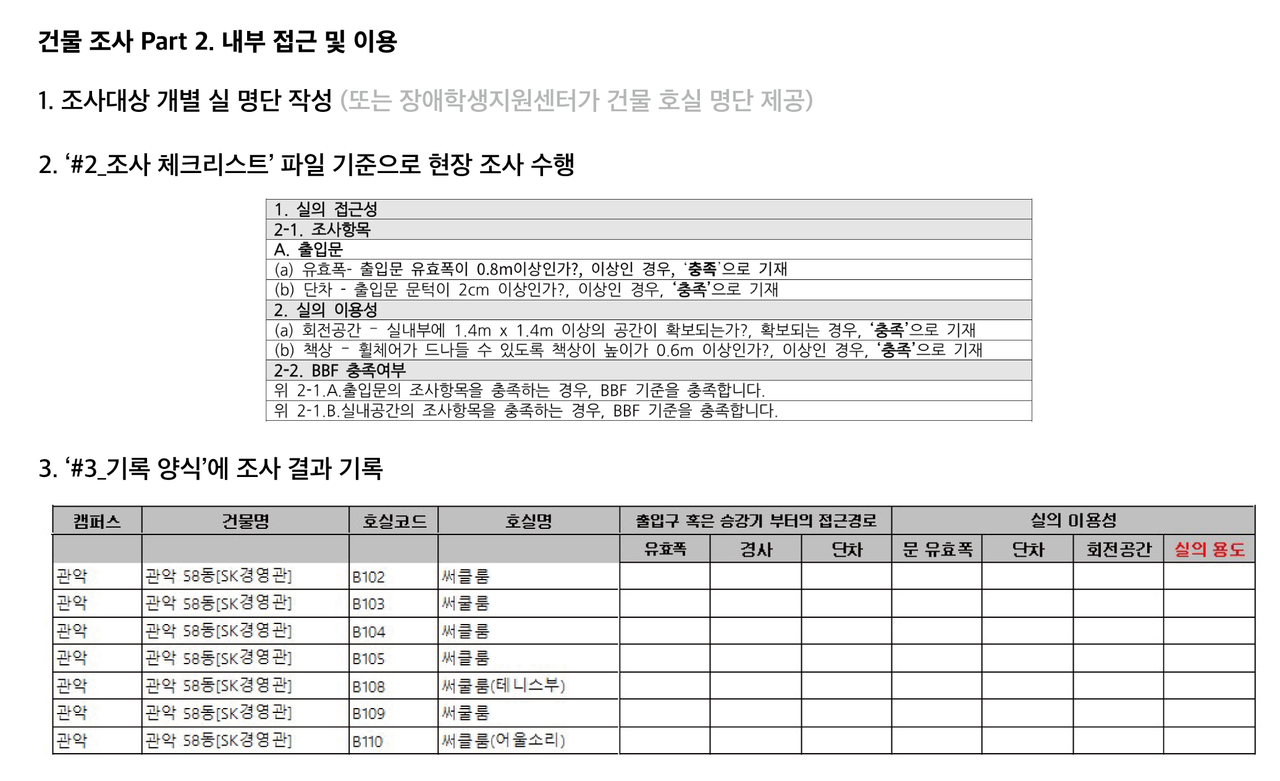 건물 조사 Part 2. 내부 접근 및 이용
1. 조사대상 개별 실 명단 작성 (또는 장애학생지원센터가 건물 호실 명단 제공)
2. ‘#2_조사 체크리스트’ 파일 기준으로 현장 조사 수행
1. 실의 접근성
2-1. 조사항목
A. 출입문
(a) 유효폭- 출입문 유효폭이 0.8m이상인가?, 이상인 경우, ‘충족’으로 기재
(b) 단차 - 출입문 문턱이 2cm 이상인가?, 이상인 경우, ‘충족’으로 기재
2. 실의 이용성
(a) 회전공간 - 실내부에 1.4m x 1.4m 이상의 공간이 확보되는가?, 확보되는 경우, ‘충족’으로 기재
(b) 책상 - 휠체어가 드나들 수 있도록 책상이 높이가 0.6m 이상인가?, 이상인 경우, ‘충족’으로 기재
2-2. BBF 충족여부
위 2-1.A.출입문의 조사항목을 충족하는 경우, BBF 기준을 충족합니다.
위 2-1.B.실내공간의 조사항목을 충족하는 경우, BBF 기준을 충족합니다.
3. ‘#3_기록 양식’에 조사 결과 기록
캠퍼스 건물명 호실코드 호실명 출입구 혹은 승강기 부터의 접근경로 실의 이용성
유효폭 경사 단차 문 유효폭 단차 회전공간 실의 용도
관악 관악 58동[SK경영관] B102 써클룸
관악 관악 58동[SK경영관] B103 써클룸
관악 관악 58동[SK경영관] B104 써클룸
관악 관악 58동[SK경영관] B105 써클룸
관악 관악 58동[SK경영관] B108 써클룸(테니스부)
관악 관악 58동[SK경영관] B109 써클룸
관악 관악 58동[SK경영관] B110 써클룸(어울소리)